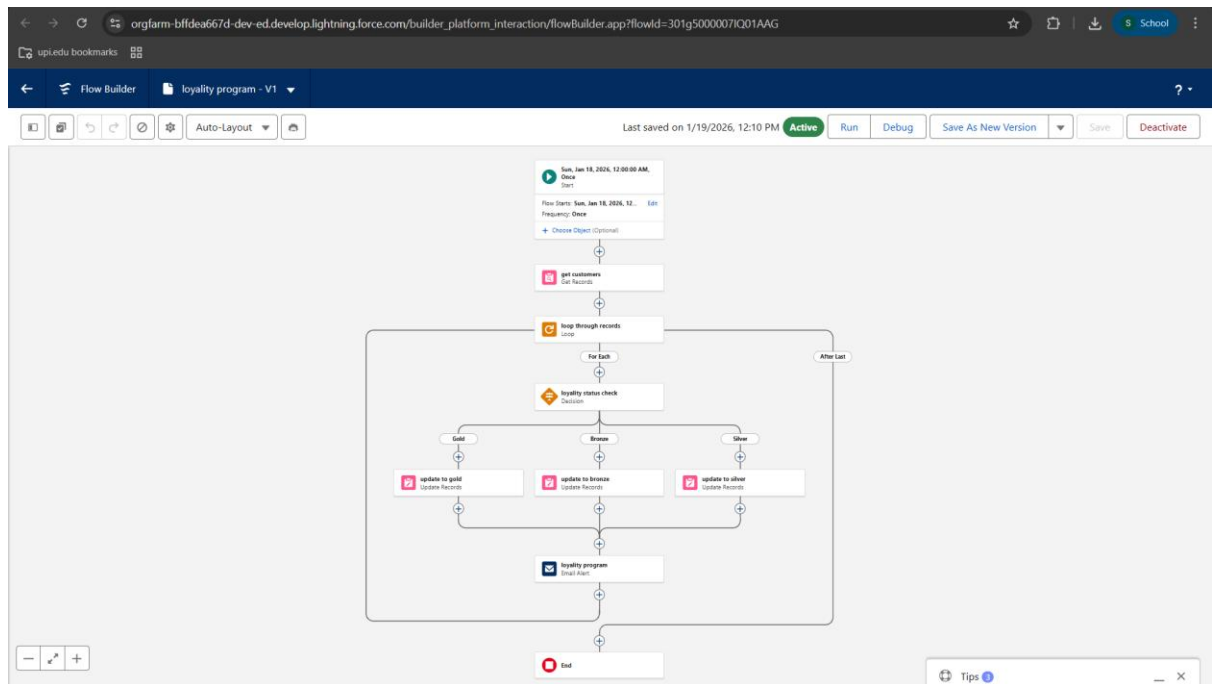 orgfarm-bffdea667d-dev-ed.develop.lightning.force.com/builder_platform_interaction/flowBuilder.app?flowId=301g5000007IQ01AAG
S School
upi.edu bookmarks
Flow Builder loyality program - V1 ?
Auto-Layout Last saved on 1/19/2026, 12:10 PM Active Run Debug Save As New Version Save Deactivate
Sun, Jan 18, 2026, 12:00:00 AM,
Once
Start
Flow Starts: Sun, Jan 18, 2026, 12... Edit
Frequency: Once
+ Choose Object (Optional)
get customers
Get Records
loop through records
Loop
For Each After Last
loyality status check
Decision
Gold Bronze Silver
update to gold update to bronze update to silver
Update Records Update Records Update Records
loyality program
Email Alert
End
Tips 3